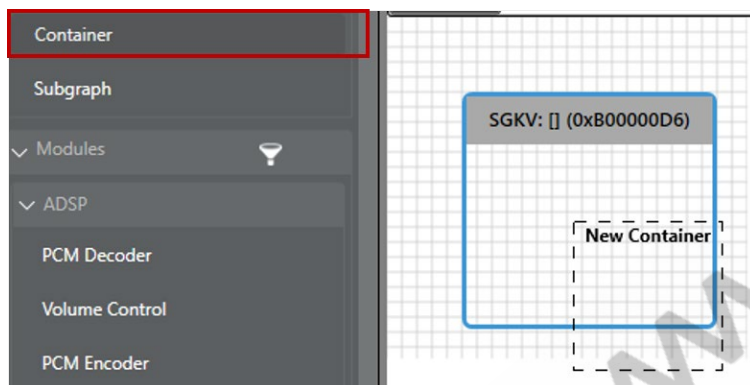 Container
Subgraph
Modules
ADSP
PCM Decoder
Volume Control
PCM Encoder
SGKV: [] (0xB00000D6)
New Container